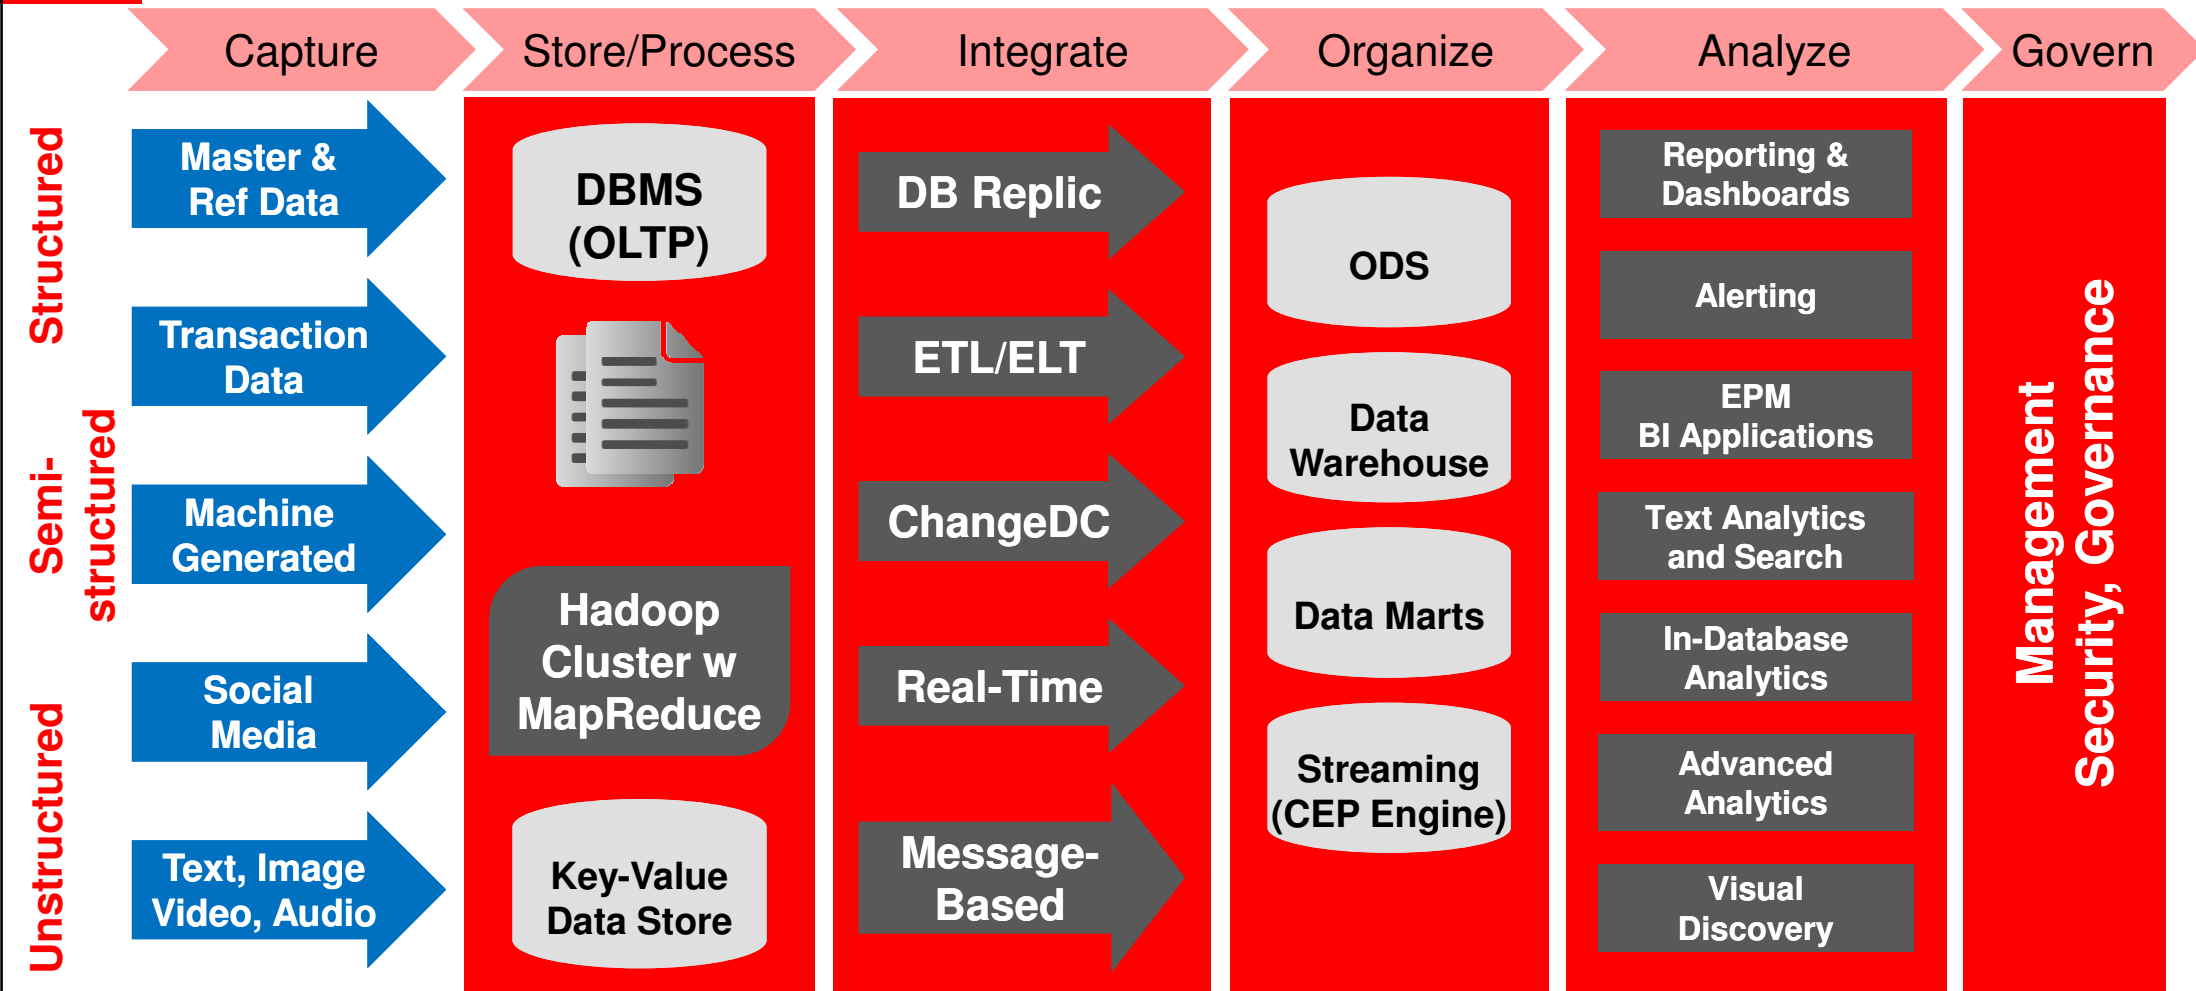 Capture
Store/Process
Integrate
Organize
Analyze
Govern
Structured
Semi-
structured
Unstructured
Master &
Ref Data
Transaction
Data
Machine
Generated
Social
Media
Text, Image
Video, Audio
DBMS
(OLTP)
Hadoop
Cluster w
MapReduce
Key-Value
Data Store
DB Replic
ETL/ELT
ChangeDC
Real-Time
Message-
Based
ODS
Data
Warehouse
Data Marts
Streaming
(CEP Engine)
Reporting &
Dashboards
Alerting
EPM
BI Applications
Text Analytics
and Search
In-Database
Analytics
Advanced
Analytics
Visual
Discovery
Management
Security, Governance